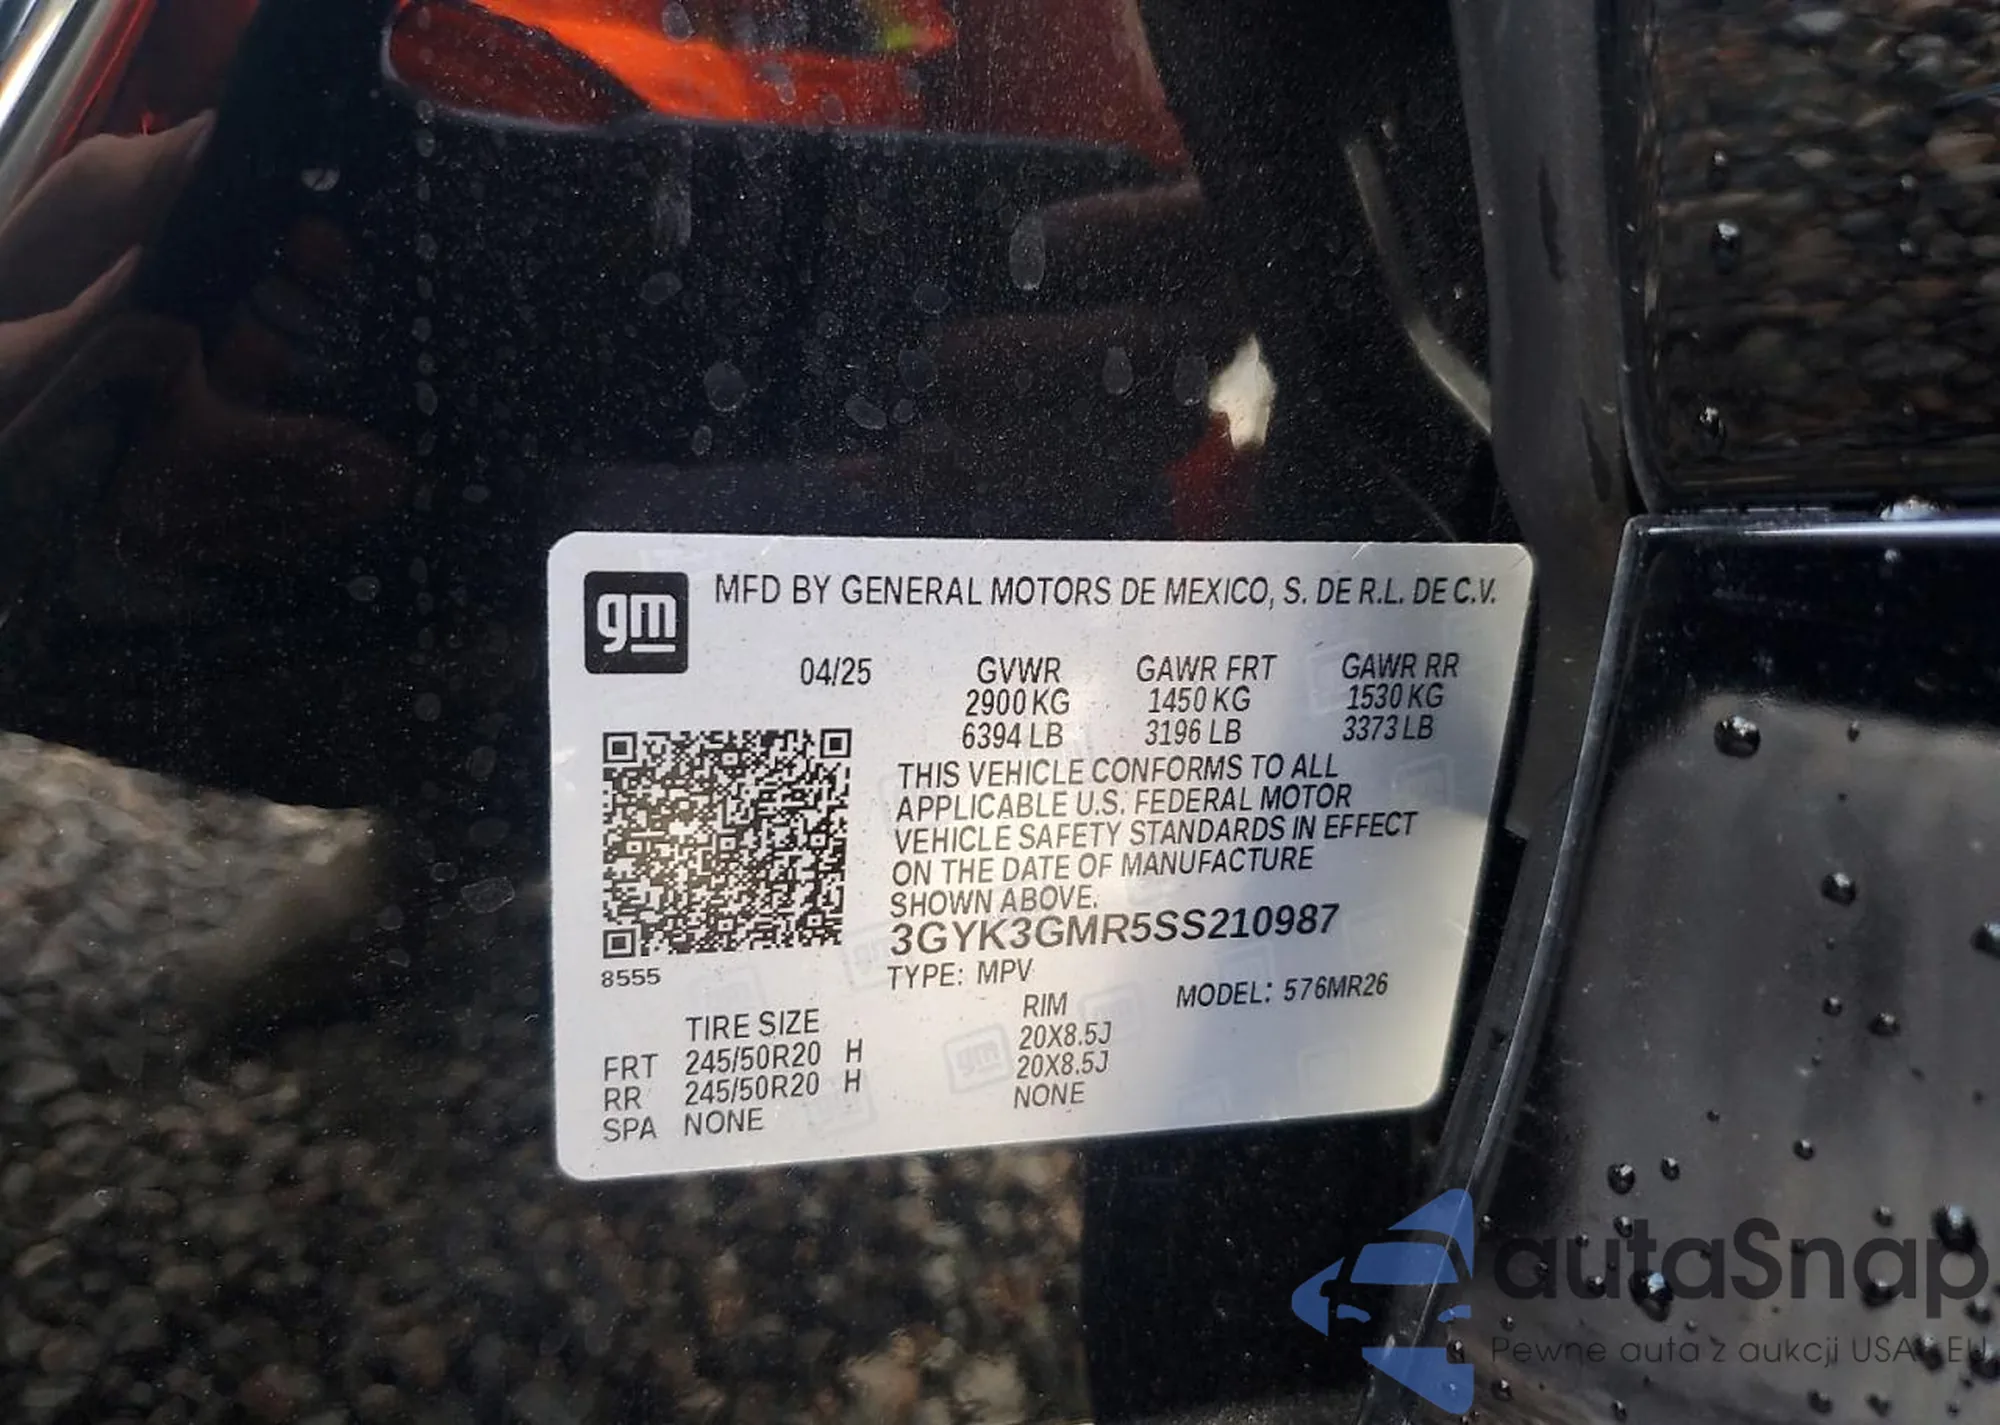 gm
MFD BY GENERAL MOTORS DE MEXICO, S. DE R.L. DE C.V.
04/25 GVWR GAWR FRT GAWR RR
2900 KG 1450 KG 1530 KG
6394 LB 3196 LB 3373 LB
THIS VEHICLE CONFORMS TO ALL
APPLICABLE U.S. FEDERAL MOTOR
VEHICLE SAFETY STANDARDS IN EFFECT
ON THE DATE OF MANUFACTURE
SHOWN ABOVE.
3GYK3GMR5SS210987
8555
TYPE: MPV MODEL: 576MR26
TIRE SIZE RIM
FRT 245/50R20 H 20X8.5J
RR 245/50R20 H 20X8.5J
SPA NONE NONE
autaSnap
Pewne auta z aukcji USA i EU